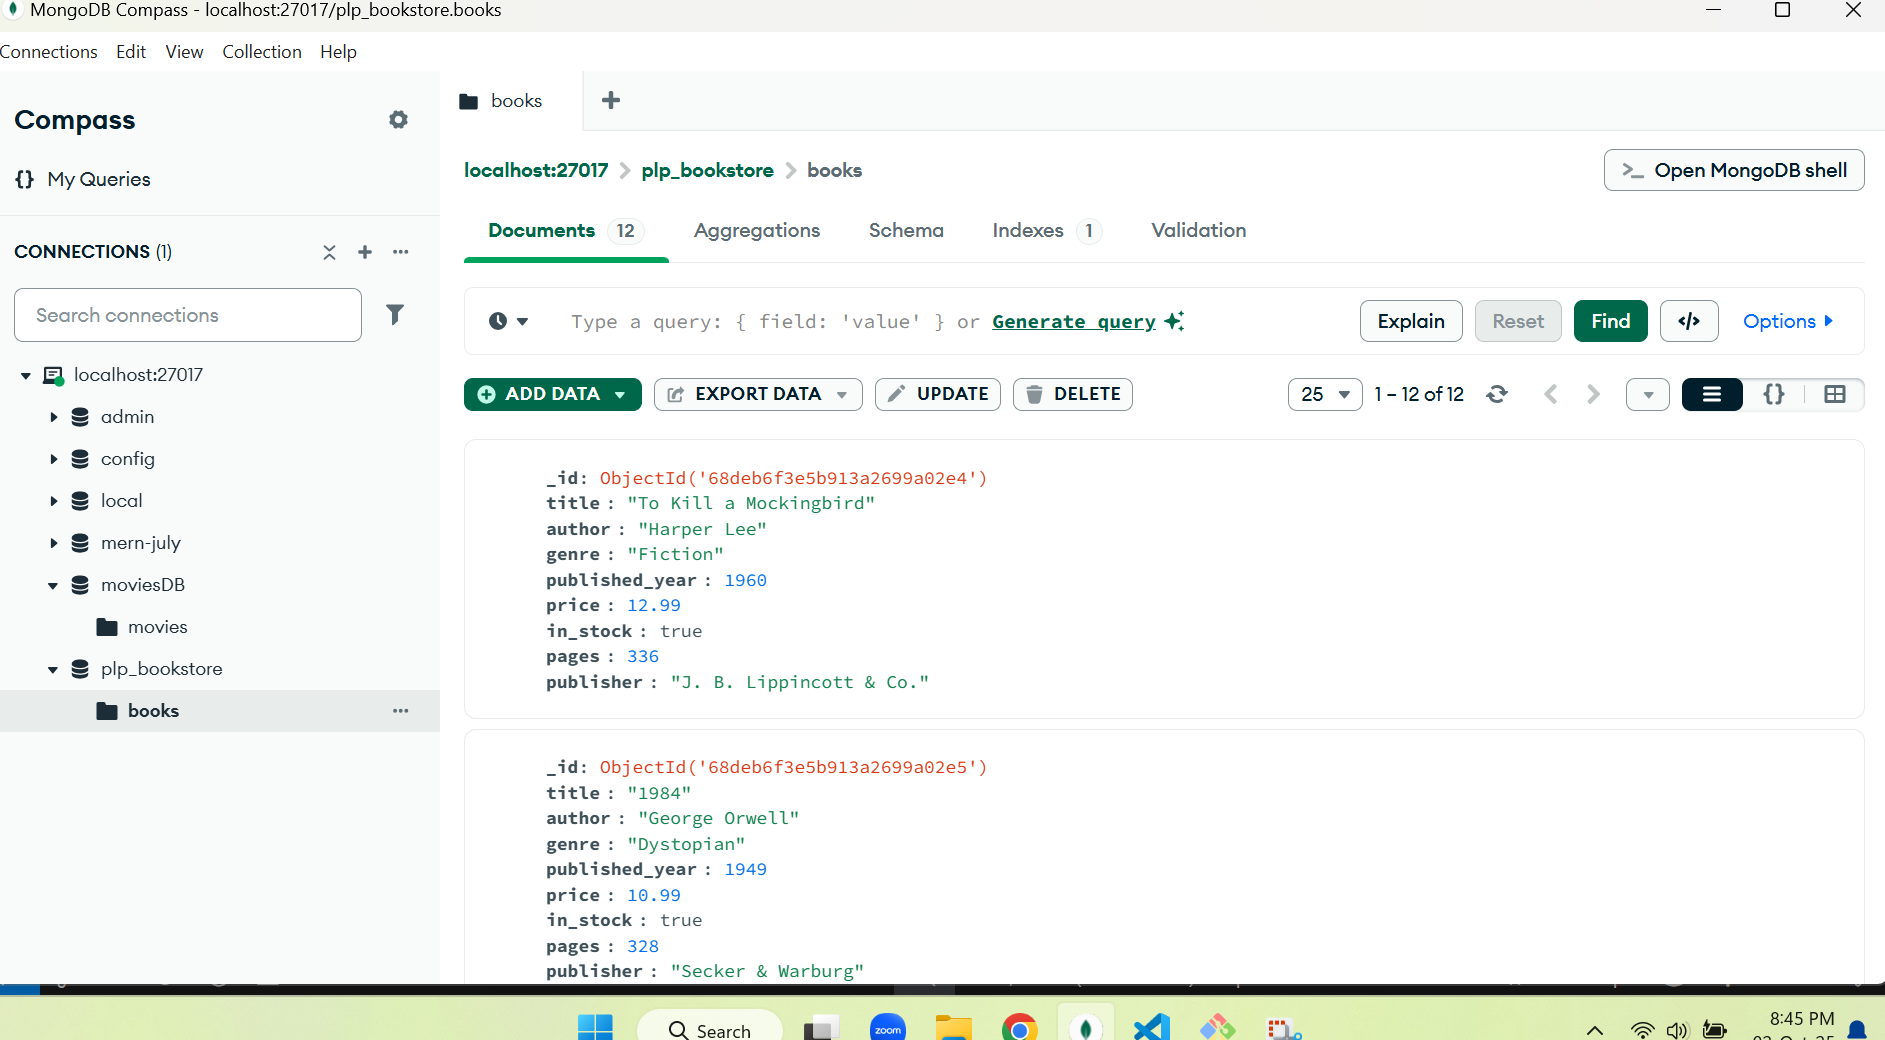 MongoDB Compass - localhost:27017/plp_bookstore.books
Connections Edit View Collection Help
Compass
{} My Queries
CONNECTIONS (1)
Search connections
localhost:27017
admin
config
local
mern-july
moviesDB
movies
plp_bookstore
books
books
localhost:27017 > plp_bookstore > books
>_ Open MongoDB shell
Documents 12 Aggregations Schema Indexes 1 Validation
Type a query: { field: 'value' } or Generate query
Explain Reset Find </> Options
ADD DATA EXPORT DATA UPDATE DELETE 25 1 – 12 of 12 {}
_id: ObjectId('68deb6f3e5b913a2699a02e4')
title : "To Kill a Mockingbird"
author : "Harper Lee"
genre : "Fiction"
published_year : 1960
price : 12.99
in_stock : true
pages : 336
publisher : "J. B. Lippincott & Co."
_id: ObjectId('68deb6f3e5b913a2699a02e5')
title : "1984"
author : "George Orwell"
genre : "Dystopian"
published_year : 1949
price : 10.99
in_stock : true
pages : 328
publisher : "Secker & Warburg"
Search
zoom
8:45 PM